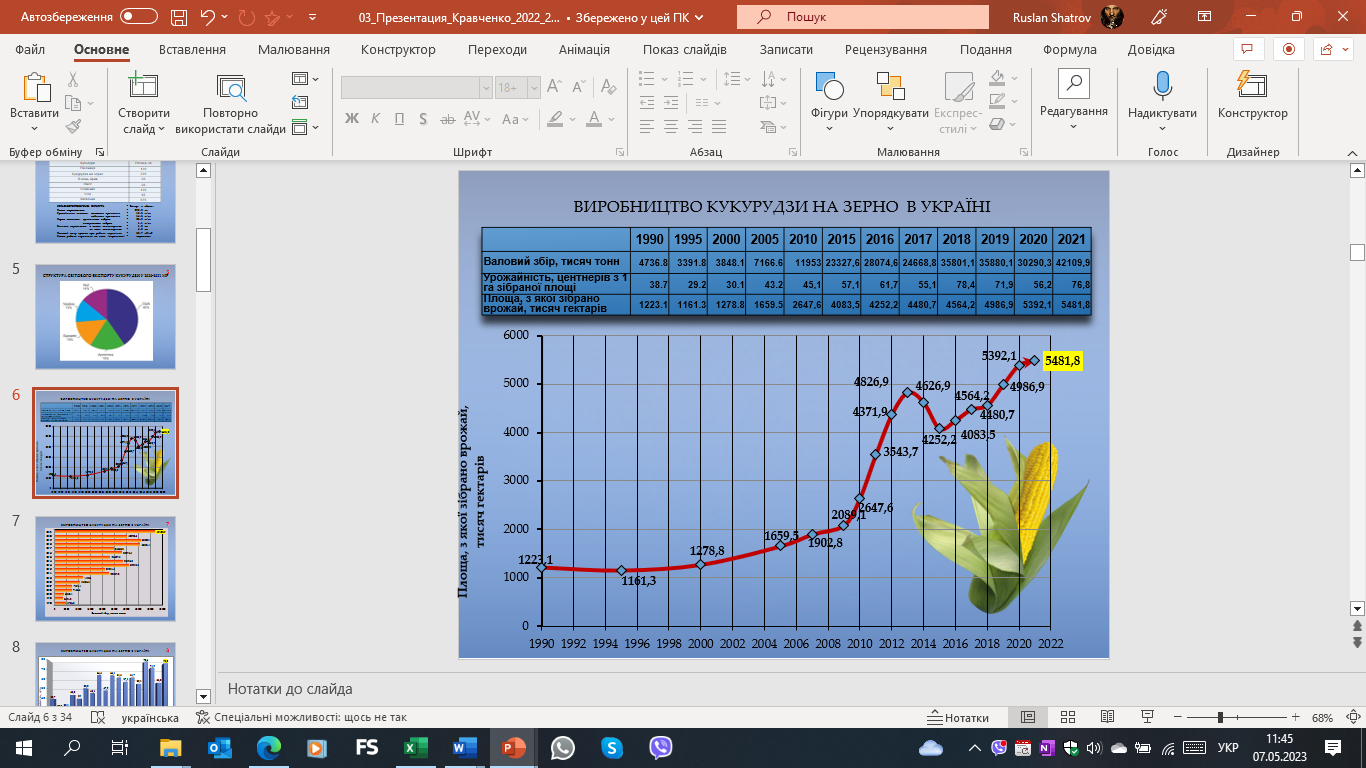 Автозбереження
03_Презентация_Кравченко_2022_2... • Збережено у цей ПК
Пошук
Ruslan Shatrov
Файл Основне Вставлення Малювання Конструктор Переходи Анімація Показ слайдів Записати Рецензування Подання Формула Довідка
Вставити
Створити слайд
Повторно використати слайди
18+
Ж К П S ab AV Aa A
Фігури Упорядкувати Експрес-стилі
Редагування
Надиктувати
Конструктор
Буфер обміну Слайди Шрифт Абзац Малювання Голос Дизайнер
5
6
7
8
ВИРОБНИЦТВО КУКУРУДЗИ НА ЗЕРНО В УКРАЇНІ
1990 1995 2000 2005 2010 2015 2016 2017 2018 2019 2020 2021
Валовий збір, тисяч тонн 4736.8 3391.8 3848.1 7166.6 11953 23327,6 28074,6 24668,8 35801,1 35880,1 30290,3 42109,9
Урожайність, центнерів з 1
га зібраної площі 38.7 29.2 30.1 43.2 45,1 57,1 61,7 55,1 78,4 71,9 56,2 76,8
Площа, з якої зібрано
врожай, тисяч гектарів 1223.1 1161.3 1278.8 1659.5 2647,6 4083,5 4252,2 4480,7 4564,2 4986,9 5392,1 5481,8
Площа, з якої зібрано врожай,
тисяч гектарів
6000
5000
4000
3000
2000
1000
0
1223,1
1161,3
1278,8
1659,5
1902,8
2089,1
2647,6
3543,7
4371,9
4826,9
4626,9
4252,2
4083,5
4480,7
4564,2
4986,9
5392,1
5481,8
1990 1992 1994 1996 1998 2000 2002 2004 2006 2008 2010 2012 2014 2016 2018 2020 2022
Нотатки до слайда
Слайд 6 з 34 українська Спеціальні можливості: щось не так Нотатки 68%
FS
УКР
11:45
07.05.2023